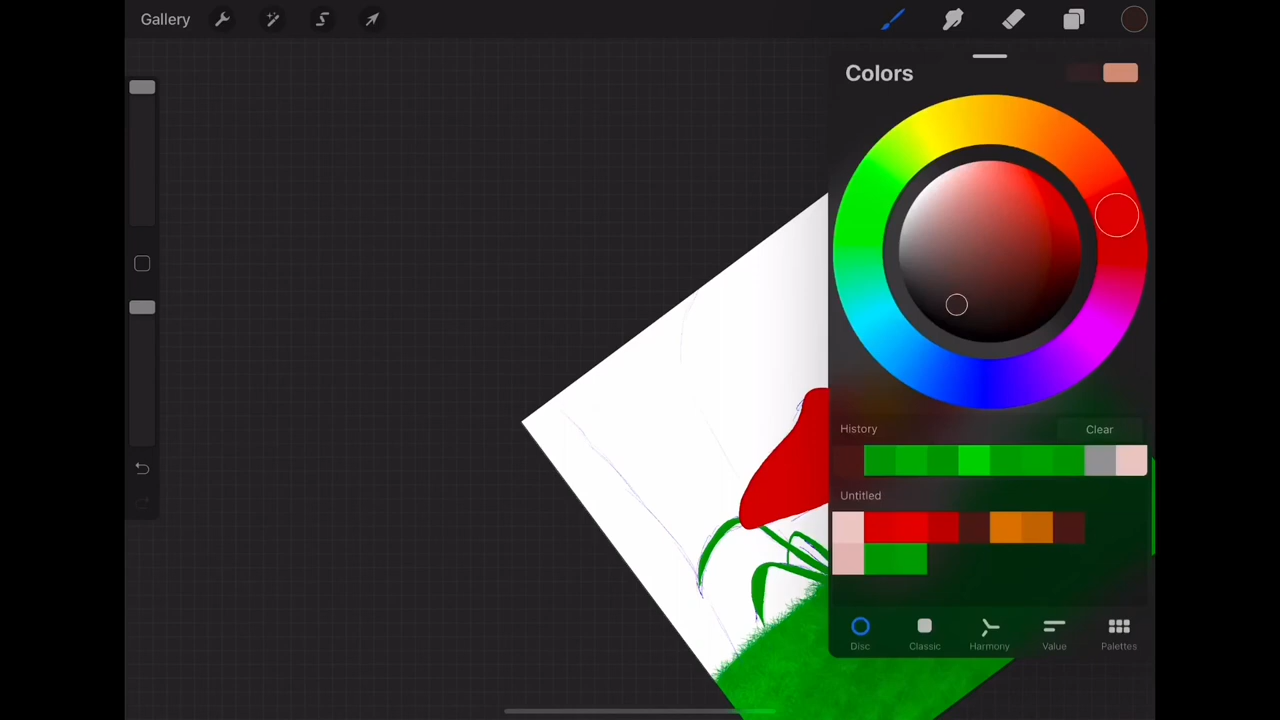 Gallery
Colors
History
Clear
Untitled
Disc
Classic
Harmony
Value
Palettes